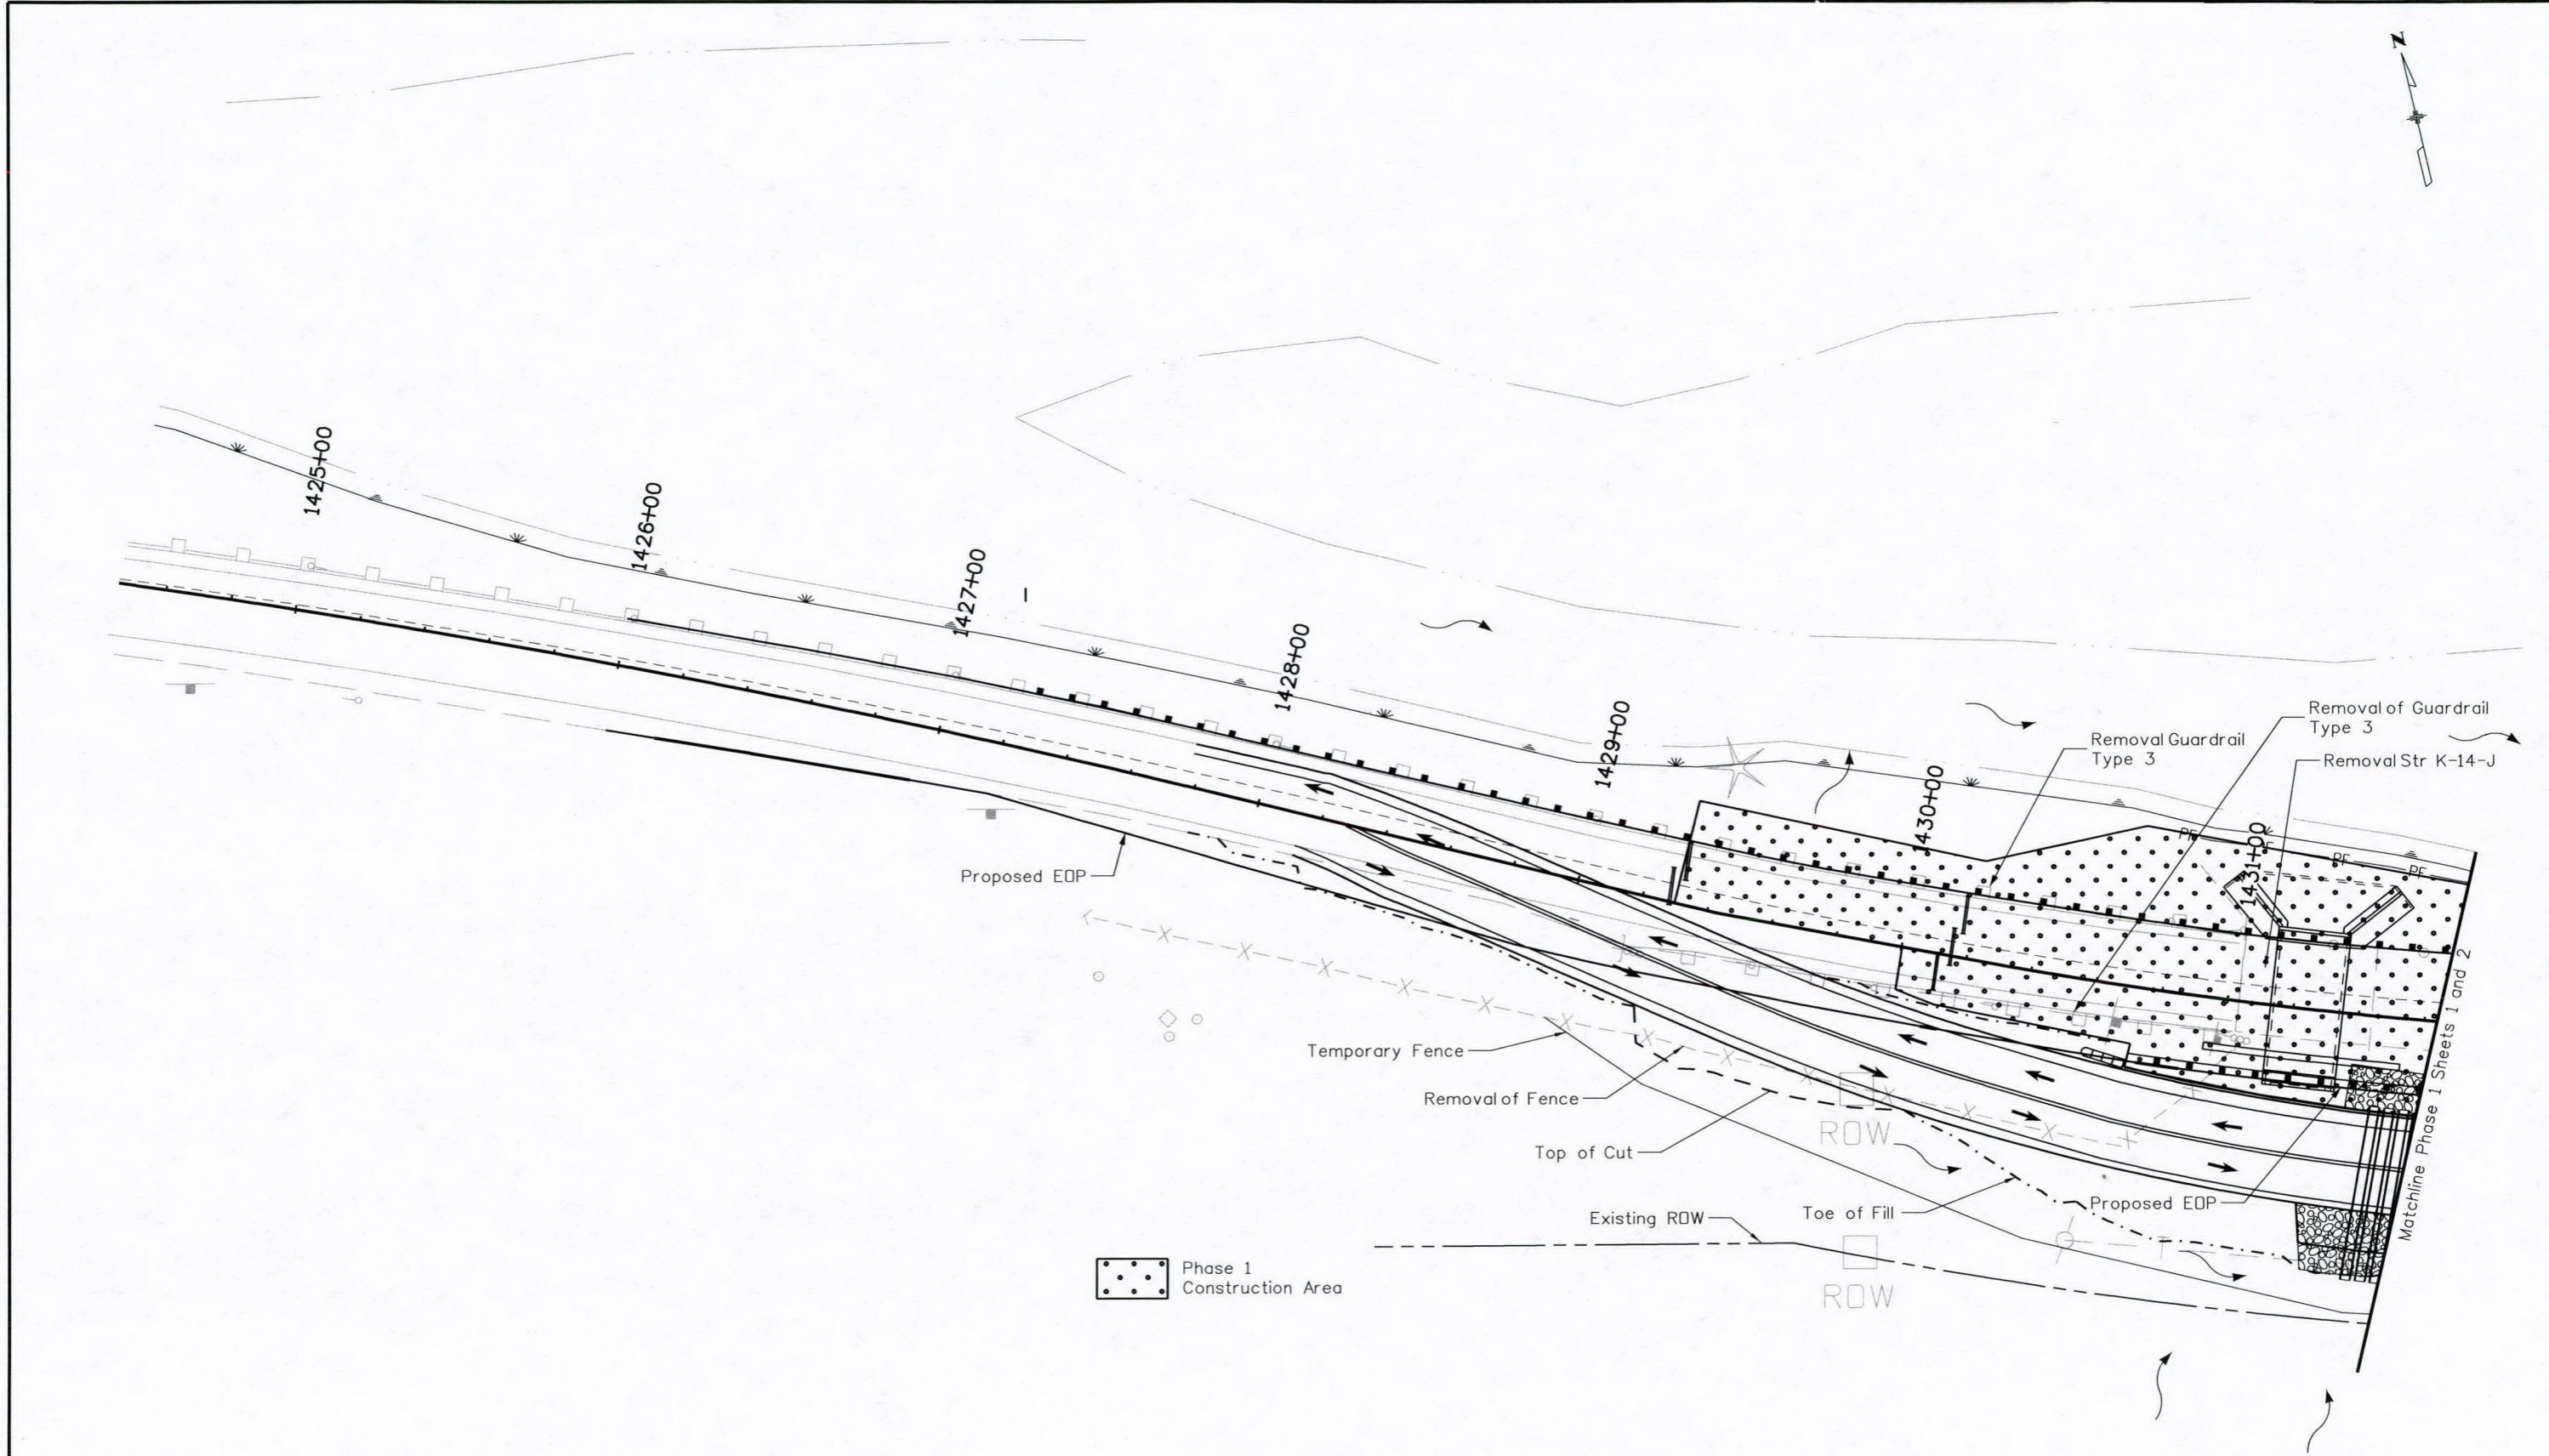 N
1425+00
1426+00
1427+00
1428+00
1429+00
1430+00
1431+00
Removal of Guardrail
Type 3
Removal Guardrail
Type 3
Removal Str K-14-J
PF
PF
PF
Proposed EOP
Temporary Fence
Removal of Fence
Top of Cut
ROW
Existing ROW
Toe of Fill
Proposed EOP
ROW
Phase 1
Construction Area
Matchline Phase 1 Sheets 1 and 2